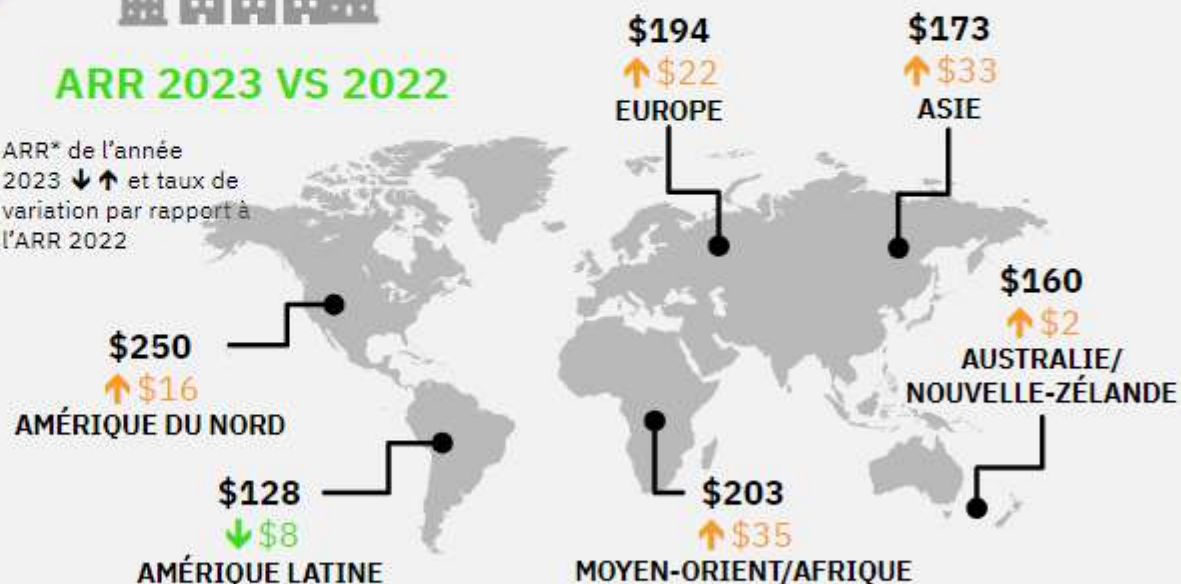 ARR 2023 VS 2022
ARR* de l'année
2023 ↓ ↑ et taux de
variation par rapport à
l'ARR 2022
$194
↑ $22
EUROPE
$173
↑ $33
ASIE
$160
↑ $2
AUSTRALIE/
NOUVELLE-ZÉLANDE
$250
↑ $16
AMÉRIQUE DU NORD
$128
↓ $8
AMÉRIQUE LATINE
$203
↑ $35
MOYEN-ORIENT/AFRIQUE